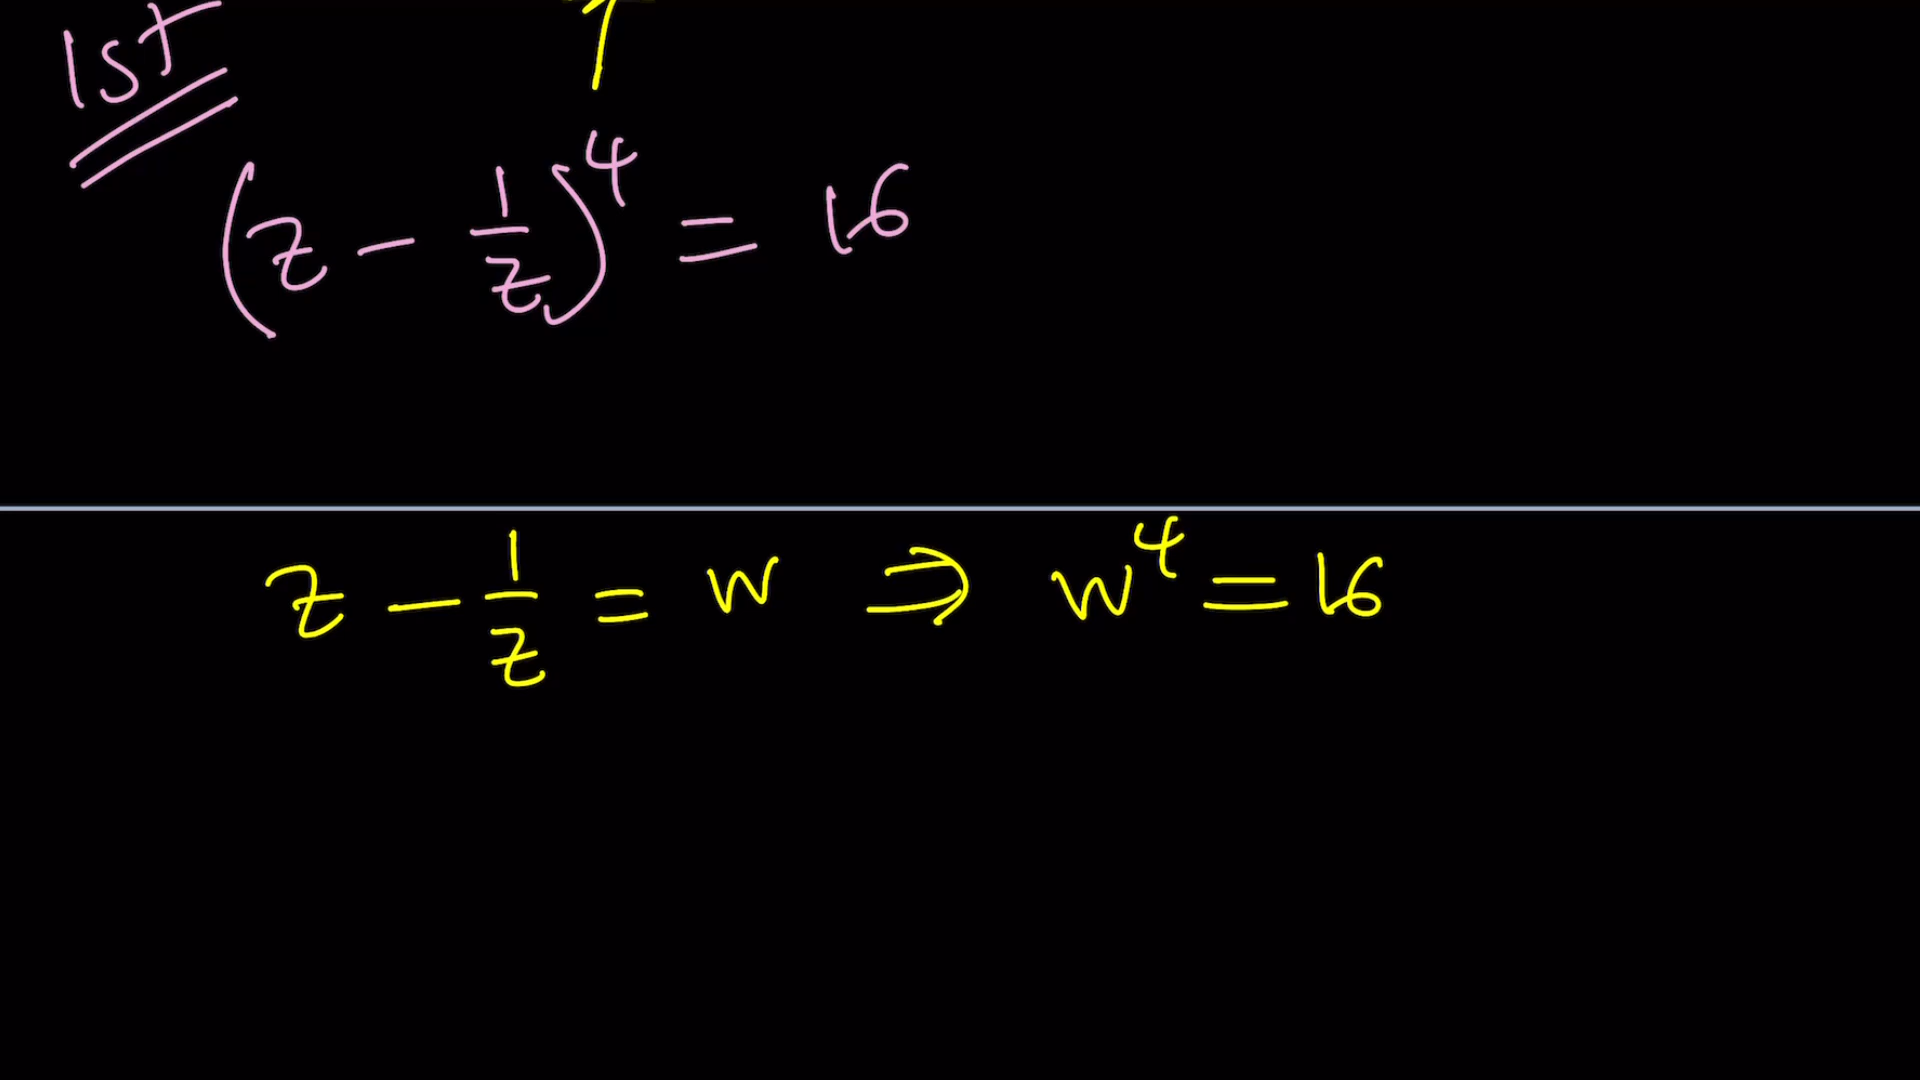 1st
(z - 1/z)^4 = 16
z - 1/z = w ⇒ w^4 = 16